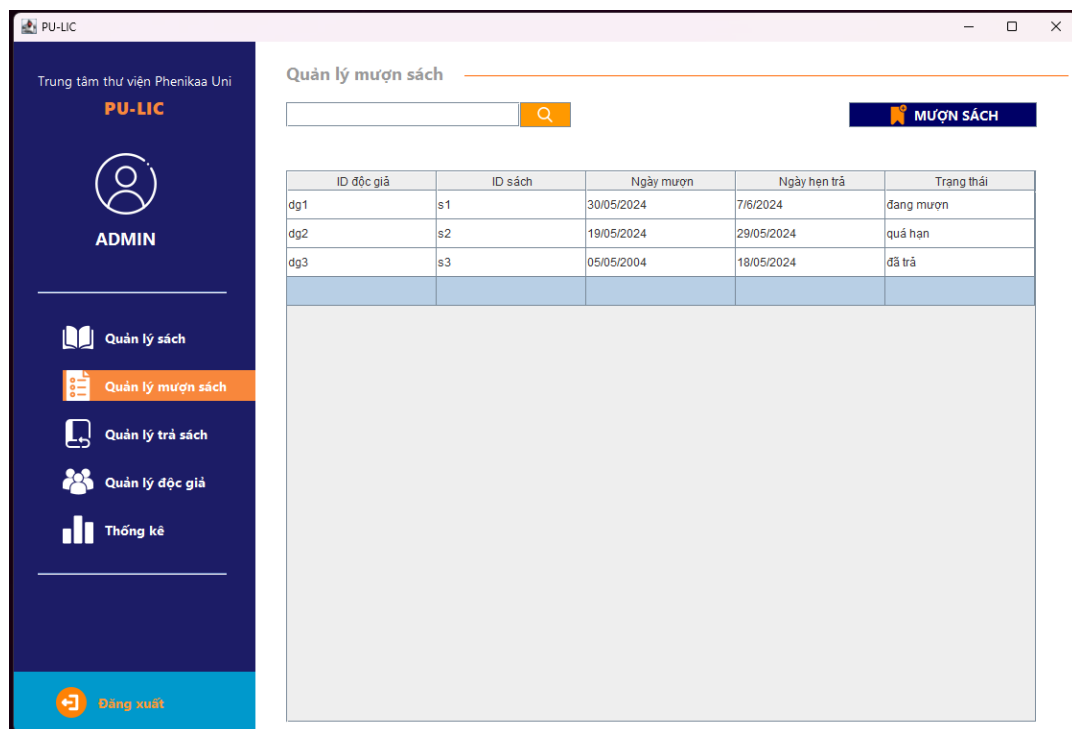 PU-LIC
Trung tâm thư viện Phenikaa Uni
PU-LIC
ADMIN
Quản lý sách
Quản lý mượn sách
Quản lý trả sách
Quản lý độc giả
Thống kê
Đăng xuất
Quản lý mượn sách
MƯỢN SÁCH
ID độc giả ID sách Ngày mượn Ngày hẹn trả Trạng thái
dg1 s1 30/05/2024 7/6/2024 đang mượn
dg2 s2 19/05/2024 29/05/2024 quá hạn
dg3 s3 05/05/2004 18/05/2024 đã trả